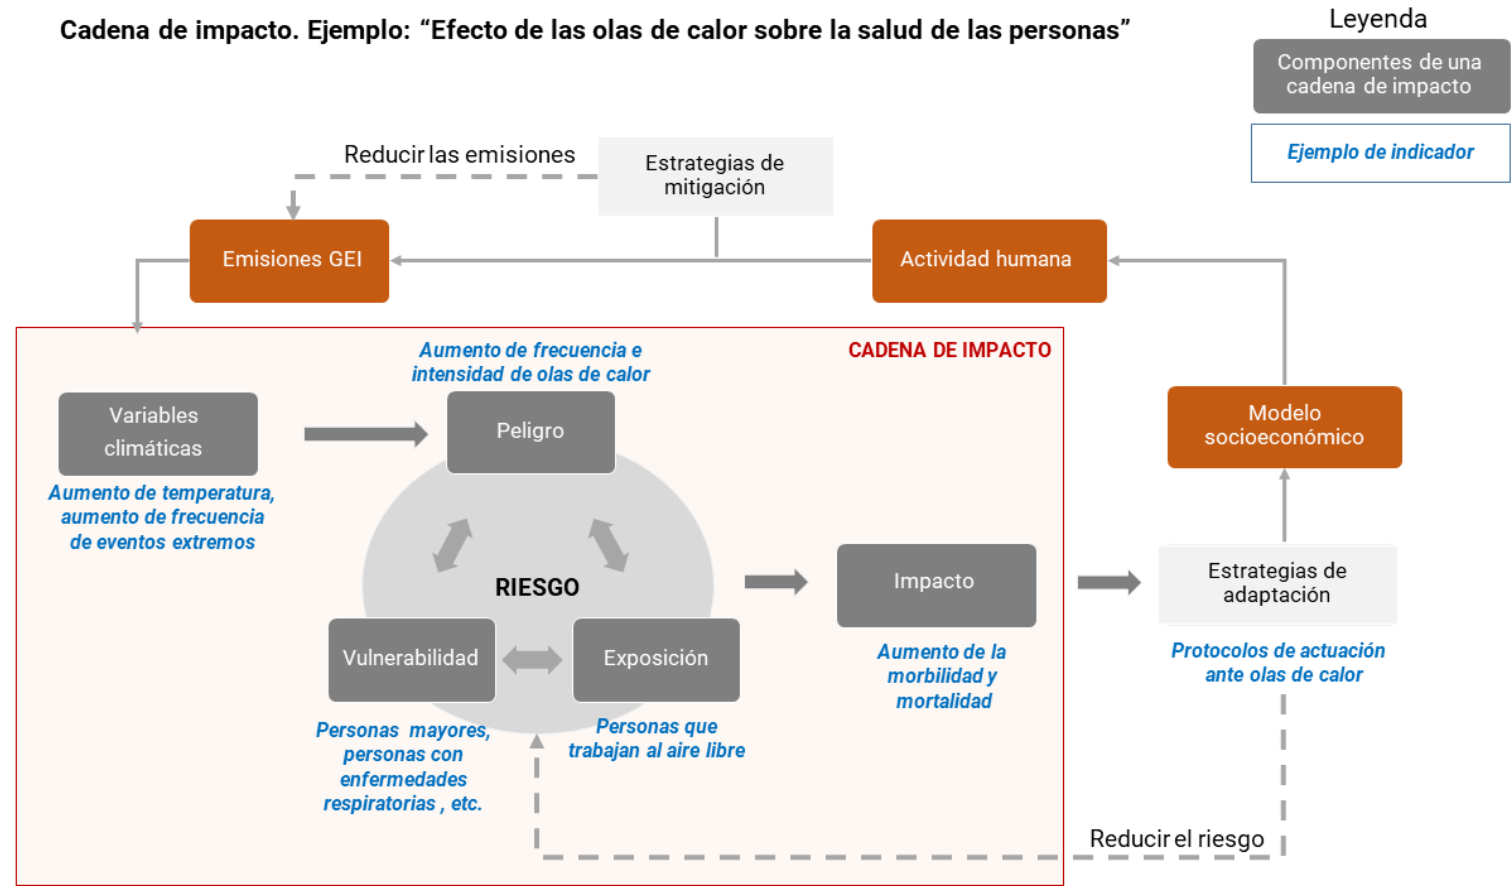 Cadena de impacto. Ejemplo: “Efecto de las olas de calor sobre la salud de las personas”
Leyenda
Componentes de una
cadena de impacto
Ejemplo de indicador
Reducir las emisiones
Estrategias de
mitigación
Emisiones GEI
Actividad humana
CADENA DE IMPACTO
Aumento de frecuencia e
intensidad de olas de calor
Variables
climáticas
Peligro
Modelo
socioeconómico
Aumento de temperatura,
aumento de frecuencia
de eventos extremos
RIESGO
Impacto
Estrategias de
adaptación
Vulnerabilidad
Exposición
Aumento de la
morbilidad y
mortalidad
Protocolos de actuación
ante olas de calor
Personas mayores,
personas con
enfermedades
respiratorias , etc.
Personas que
trabajan al aire libre
Reducir el riesgo